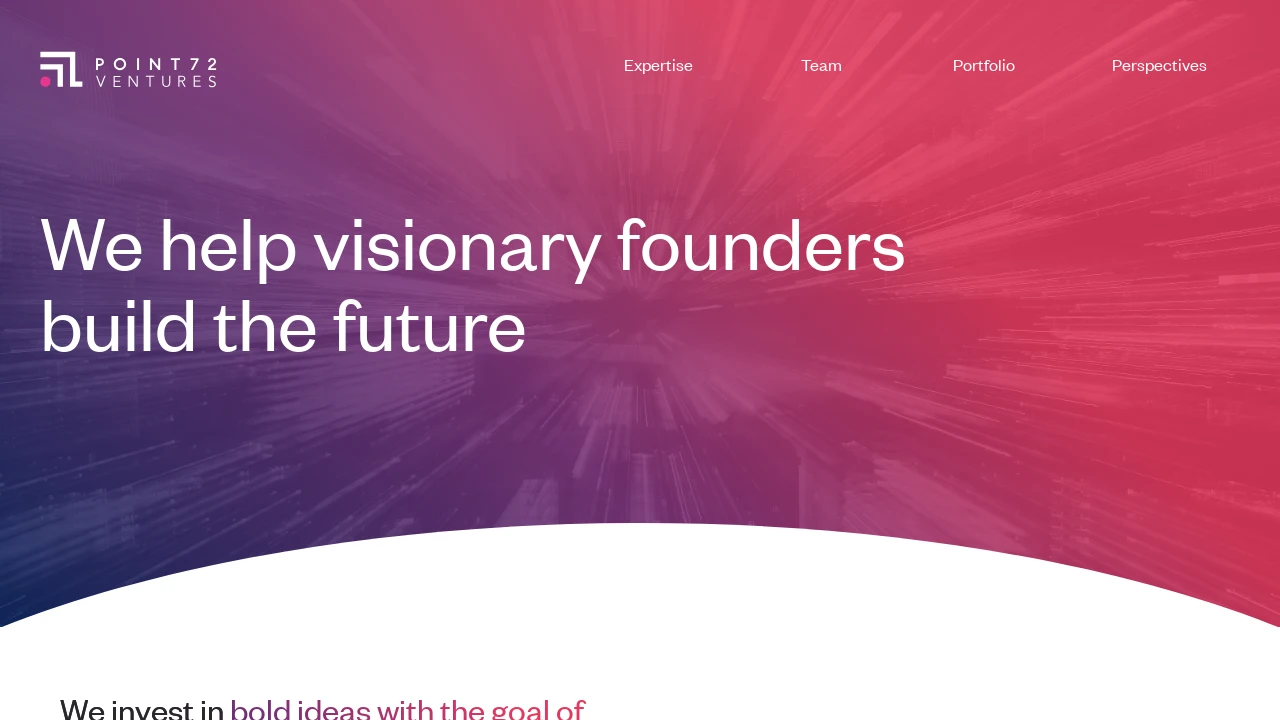 POINT72
VENTURES
Expertise
Team
Portfolio
Perspectives
We help visionary founders
build the future
We invest in bold ideas with the goal of